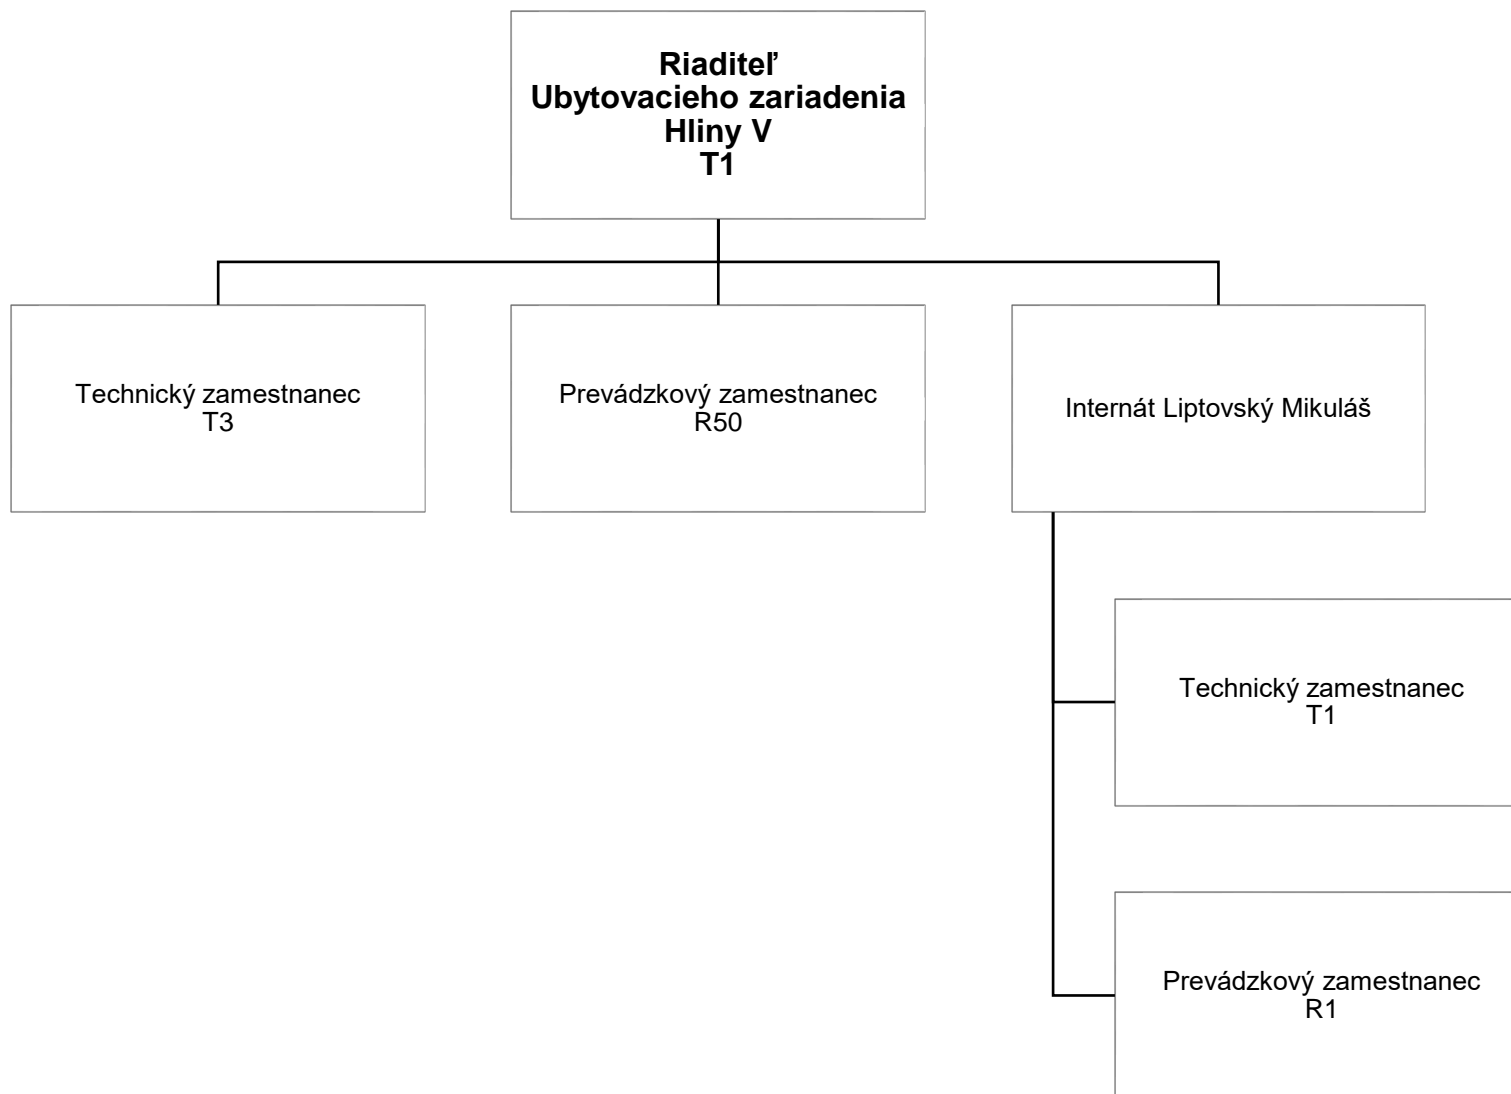 Riaditeľ
Ubytovacieho zariadenia
Hliny V
T1
Technický zamestnanec
T3
Prevádzkový zamestnanec
R50
Internát Liptovský Mikuláš
Technický zamestnanec
T1
Prevádzkový zamestnanec
R1